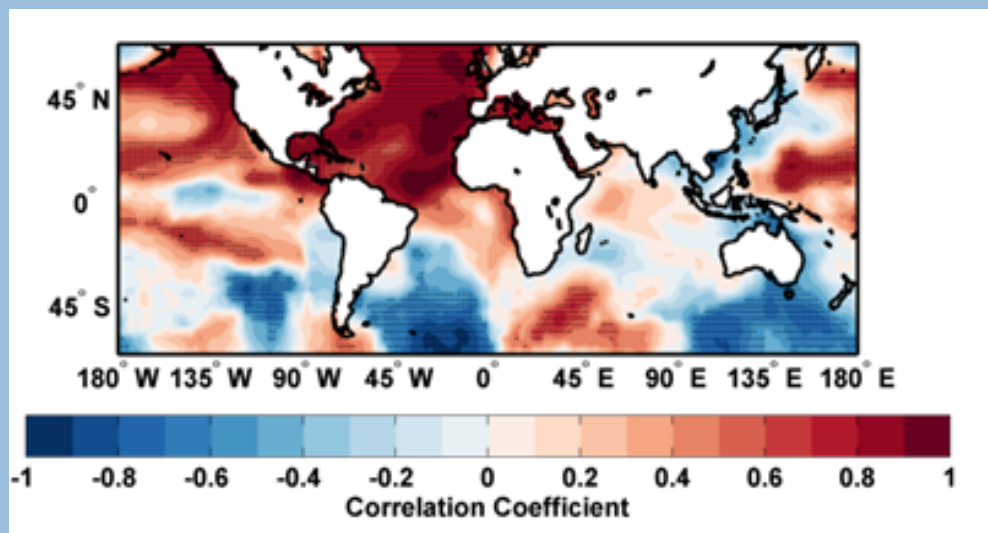 45° N
0°
45° S
180° W 135° W 90° W 45° W 0° 45° E 90° E 135° E 180° E
-1 -0.8 -0.6 -0.4 -0.2 0 0.2 0.4 0.6 0.8 1
Correlation Coefficient